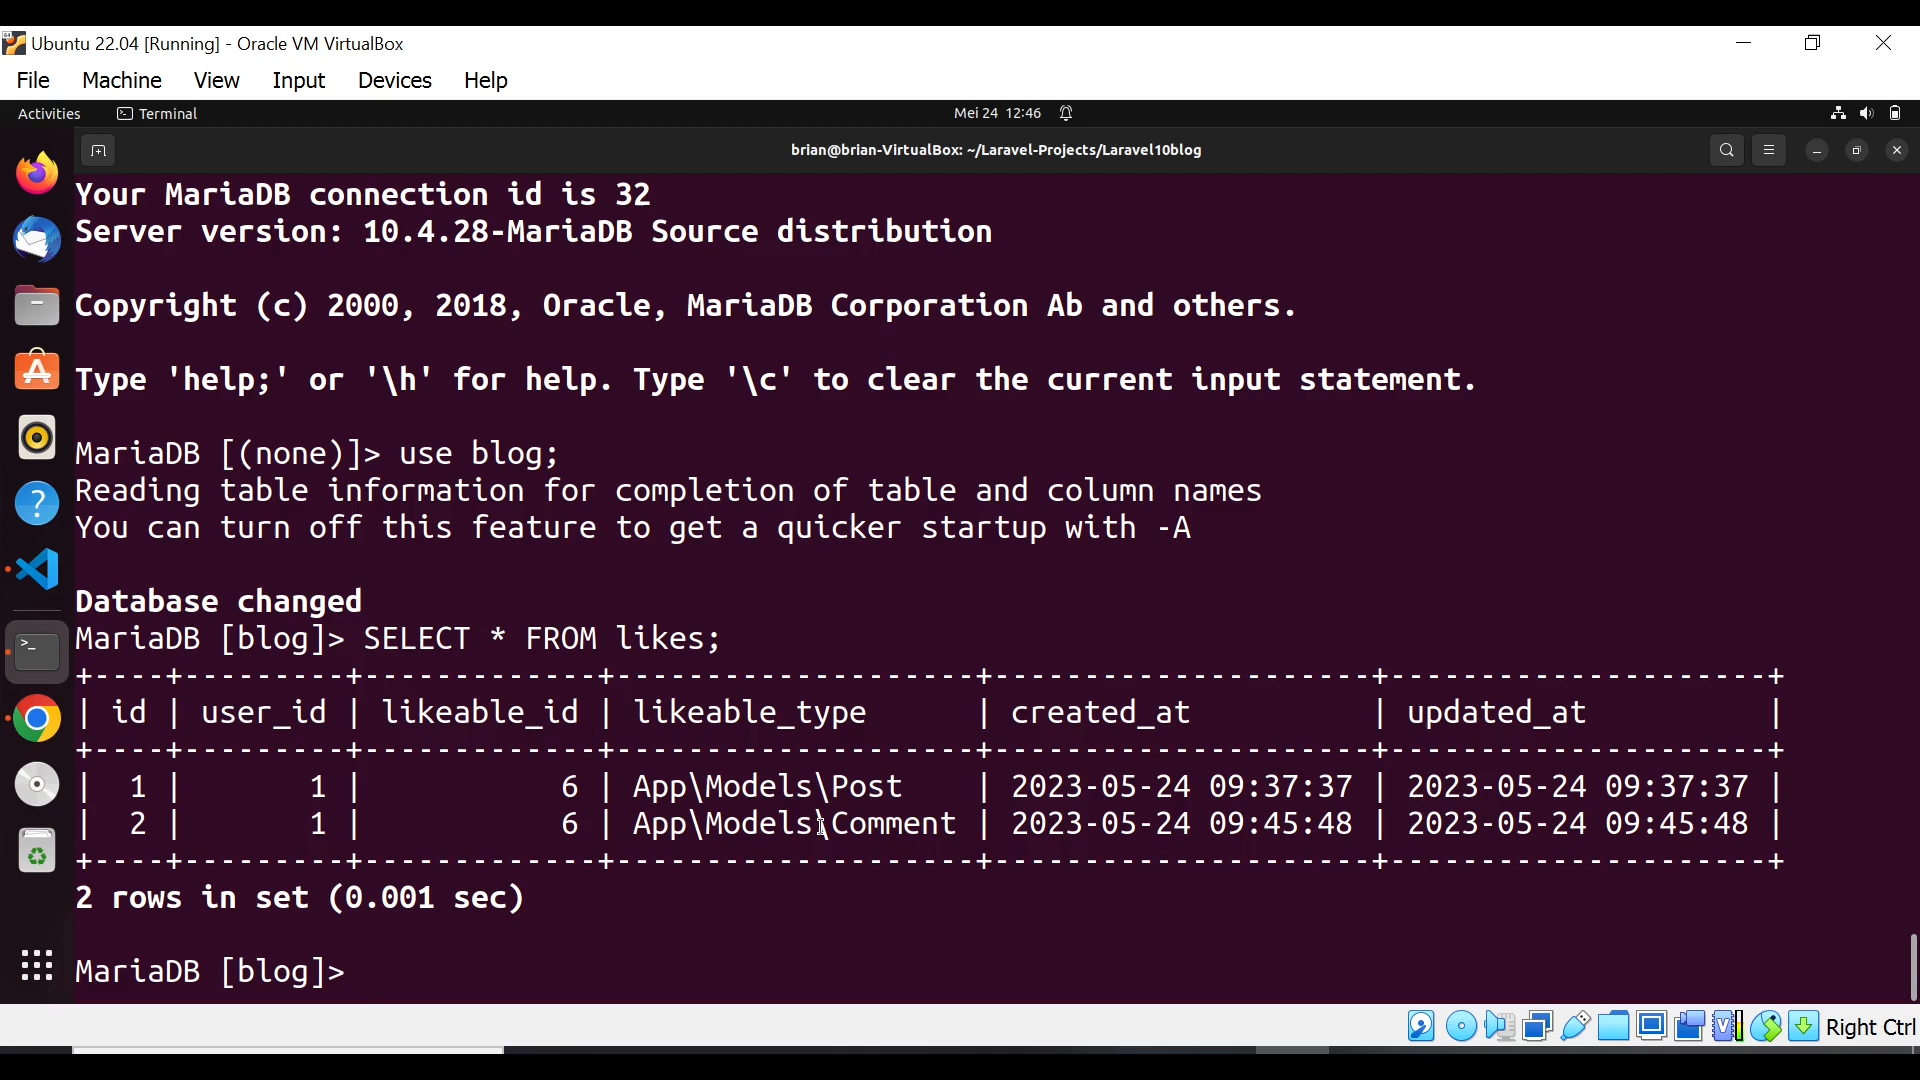 Ubuntu 22.04 [Running] - Oracle VM VirtualBox
File Machine View Input Devices Help
Activities Terminal Mei 24 12:46
brian@brian-VirtualBox: ~/Laravel-Projects/Laravel10blog
Your MariaDB connection id is 32
Server version: 10.4.28-MariaDB Source distribution
Copyright (c) 2000, 2018, Oracle, MariaDB Corporation Ab and others.
Type 'help;' or '\h' for help. Type '\c' to clear the current input statement.
MariaDB [(none)]> use blog;
Reading table information for completion of table and column names
You can turn off this feature to get a quicker startup with -A
Database changed
MariaDB [blog]> SELECT * FROM likes;
+----+---------+-------------+--------------------+---------------------+---------------------+
| id | user_id | likeable_id | likeable_type      | created_at          | updated_at          |
+----+---------+-------------+--------------------+---------------------+---------------------+
|  1 |       1 |           6 | App\Models\Post    | 2023-05-24 09:37:37 | 2023-05-24 09:37:37 |
|  2 |       1 |           6 | App\Models\Comment | 2023-05-24 09:45:48 | 2023-05-24 09:45:48 |
+----+---------+-------------+--------------------+---------------------+---------------------+
2 rows in set (0.001 sec)
MariaDB [blog]>
Right Ctrl